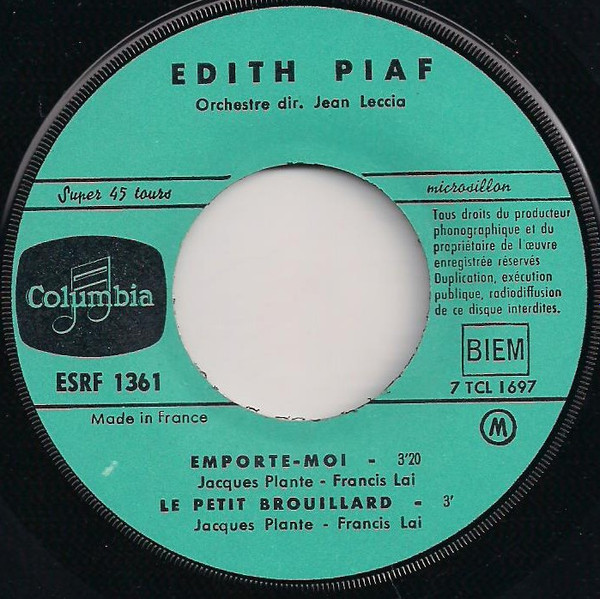 EDITH PIAF
Orchestre dir. Jean Leccia
Super 45 tours
microsillon
Tous droits du producteur
phonographique et du
propriétaire de l'œuvre
enregistrée réservés
Duplication, exécution
publique, radiodiffusion
de ce disque interdites.
Columbia
BIEM
ESRF 1361
7 TCL 1697
Made in France
M
EMPORTE-MOI - 3'20
Jacques Plante - Francis Lai
LE PETIT BROUILLARD - 3'
Jacques Plante - Francis Lai